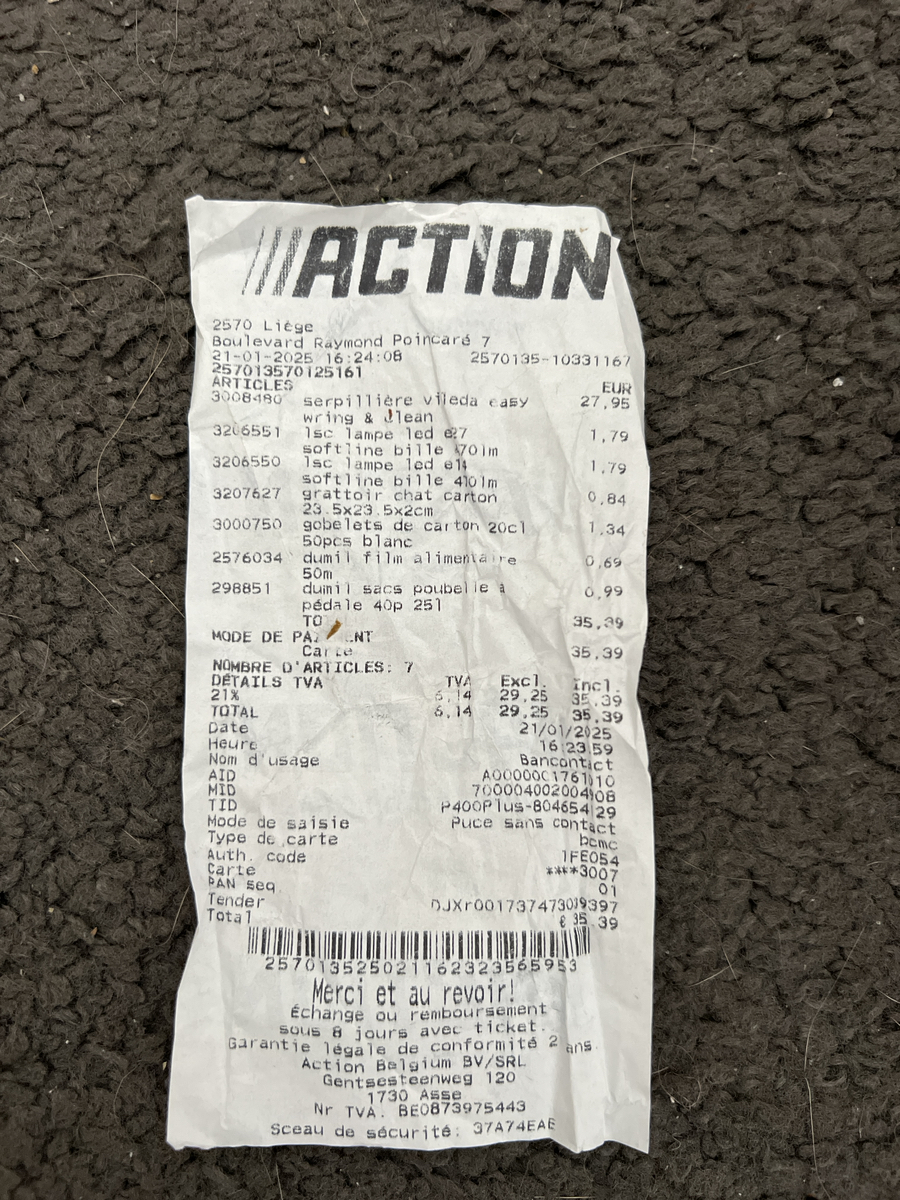 ACTION
2570 Liège
Boulevard Raymond Poincaré 7
21-01-2025 16:24:08 2570135-10331167
257013570125161
ARTICLES EUR
3008480 serpillière vileda easy 27,95
wring & clean
3206551 lsc lampe led e27 1,79
softline bille 470lm
3206550 lsc lampe led e14 1,79
softline bille 410lm
3207627 grattoir chat carton 0,84
23.5x23.5x2cm
3000750 gobelets de carton 20cl 1,34
50pcs blanc
2576034 dumil film alimentaire 0,69
50m
298851 dumil sacs poubelle à 0,99
pédale 40p 25l
35,39
MODE DE
Carte 35,39
NOMBRE D'ARTICLES: 7
DÉTAILS TVA TVA Excl. Incl.
21% 6,14 29,25 35,39
TOTAL 6,14 29,25 35,39
Date 21/01/2025
Heure 16:23:59
Nom d'usage Bancontact
AID
MID
TID
Mode de saisie Puce sans contact
Type de carte bcmc
Auth. code 1FE054
Carte ****3007
PAN seq. 01
Tender
Total € 35,39
2570135250211623235659​53
Merci et au revoir!
Échange ou remboursement
sous 8 jours avec ticket.
Garantie légale de conformité 2 ans.
Action Belgium BV/SRL
Gentsesteenweg 120
1730 Asse
Nr TVA. BE0873975443
Sceau de sécurité: 37A74EAE